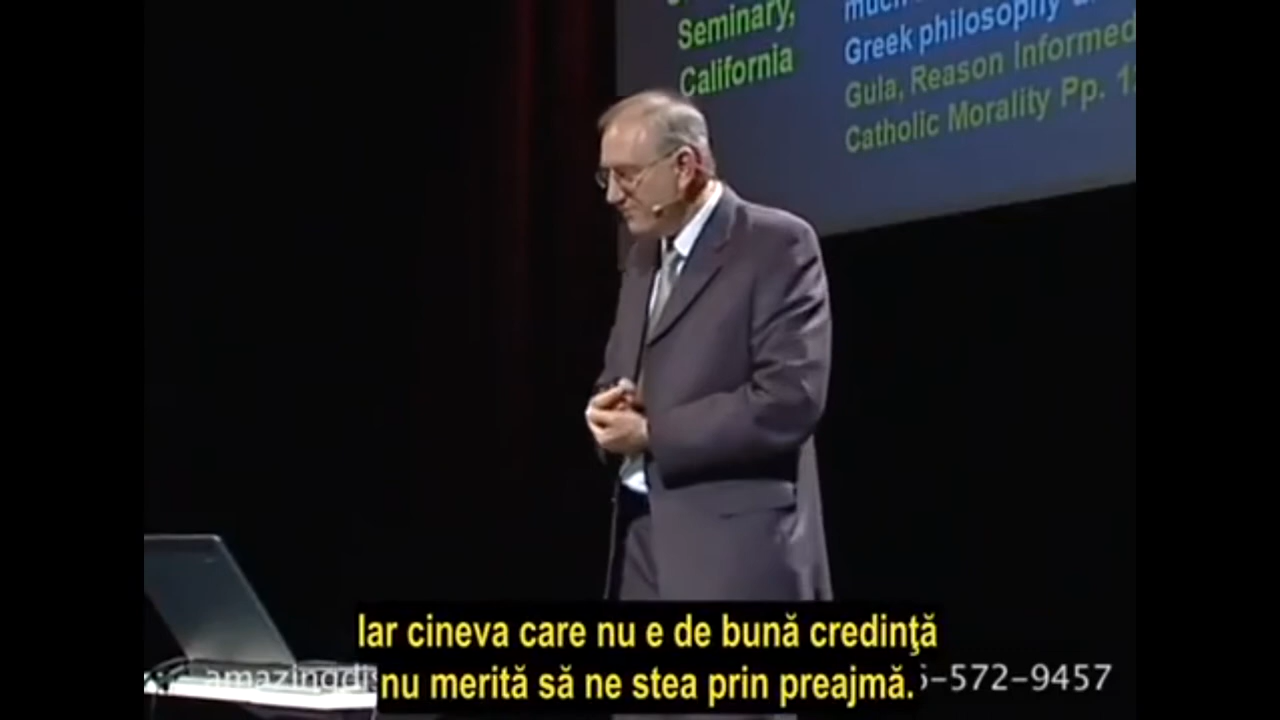 Seminary,
California
Greek philosophy
Gula, Reason Informed
Catholic Morality Pp.
Iar cineva care nu e de bună credinţă
nu merită să ne stea prin preajmă.
amazingdi
-572-9457